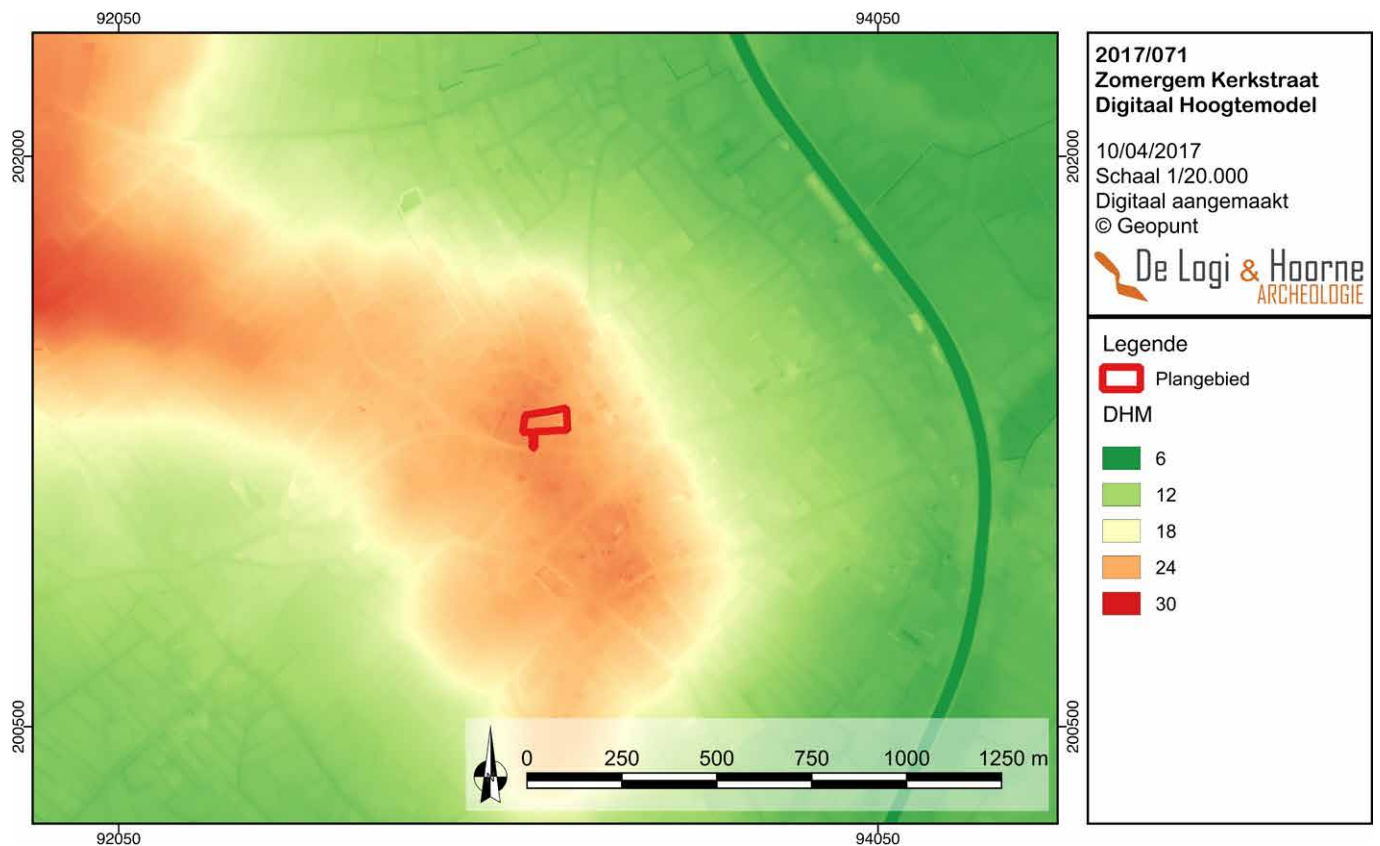 92050 94050
202000 202000
200500 200500
N
0 250 500 750 1000 1250 m
92050 94050
2017/071
Zomergem Kerkstraat
Digitaal Hoogtemodel
10/04/2017
Schaal 1/20.000
Digitaal aangemaakt
© Geopunt
De Logi & Hoorne
ARCHEOLOGIE
Legende
Plangebied
DHM
6
12
18
24
30